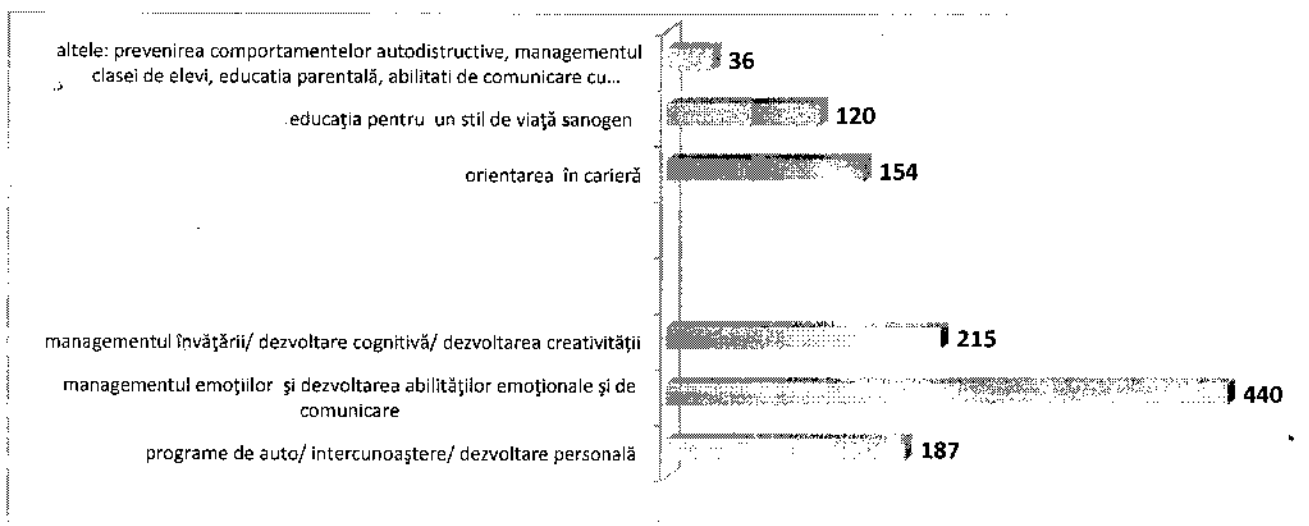 altele: prevenirea comportamentelor autodistructive, managementul
clasei de elevi, educatia parentală, abilitati de comunicare cu...
36
educaţia pentru un stil de viaţă sanogen
120
orientarea în carieră
154
managementul învăţării/ dezvoltare cognitivă/ dezvoltarea creativităţii
215
managementul emoţiilor şi dezvoltarea abilităţilor emoţionale şi de
comunicare
440
programe de auto/ intercunoaştere/ dezvoltare personală
187